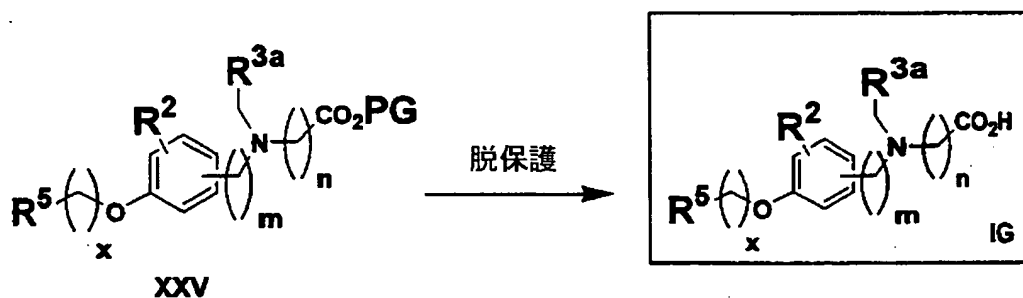 R³ᵃ
R²
N
CO₂PG
n
m
R⁵
O
x
XXV
脱保護
R³ᵃ
R²
N
CO₂H
n
m
R⁵
O
x
IG